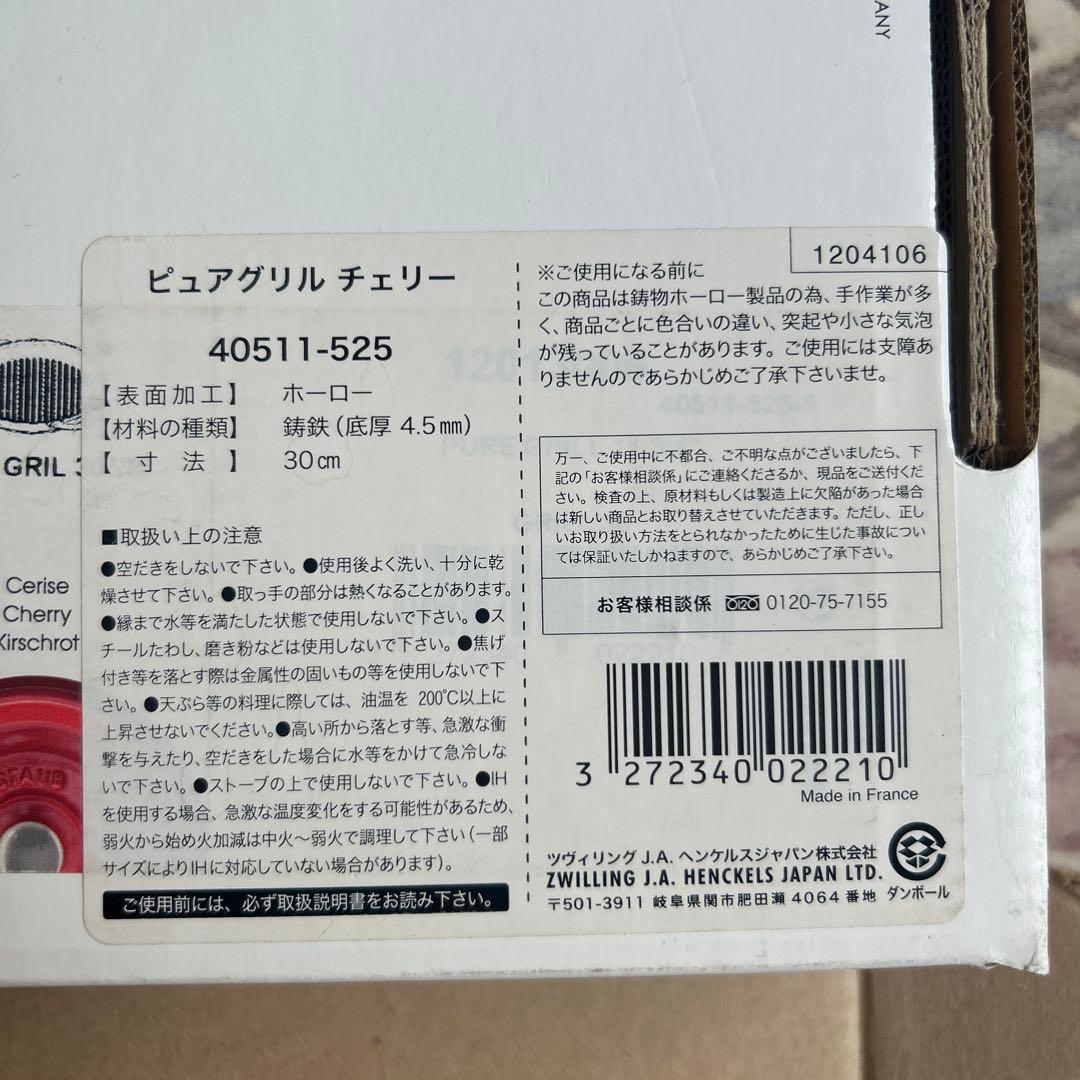 ANY
GRIL
Cerise
Cherry
Kirschrot
ピュアグリル チェリー
40511-525
【表面加工】 ホーロー
【材料の種類】 鋳鉄(底厚 4.5㎜)
【 寸 法 】 30㎝
■取扱い上の注意
●空だきをしないで下さい。●使用後よく洗い、十分に乾
燥させて下さい。●取っ手の部分は熱くなることがあります。
●縁まで水等を満たした状態で使用しないで下さい。●ス
チールたわし、磨き粉などは使用しないで下さい。●焦げ
付き等を落とす際は金属性の固いもの等を使用しないで下
さい。●天ぷら等の料理に際しては、油温を 200℃以上に
上昇させないでください。●高い所から落とす等、急激な衝
撃を与えたり、空だきをした場合に水等をかけて急冷しな
いで下さい。●ストーブの上で使用しないで下さい。●IH
を使用する場合、急激な温度変化をする可能性があるため、
弱火から始め火加減は中火～弱火で調理して下さい(一部
サイズによりIHに対応していない場合があります)。
ご使用前には、必ず取扱説明書をお読み下さい。
1204106
※ご使用になる前に
この商品は鋳物ホーロー製品の為、手作業が多
く、商品ごとに色合いの違い、突起や小さな気泡
が残っていることがあります。ご使用には支障あ
りませんのであらかじめご了承下さいませ。
万一、ご使用中に不都合、ご不明な点がございましたら、下
記の「お客様相談係」にご連絡くださるか、現品をご送付くださ
い。検査の上、原材料もしくは製造上に欠陥があった場合
は新しい商品とお取り替えさせていただきます。ただし、正し
いお取り扱い方法をとられなかったために生じた事故につい
ては保証いたしかねますので、あらかじめご了承下さい。
お客様相談係 0120-75-7155
3 272340 022210
Made in France
ツヴィリング J.A. ヘンケルスジャパン株式会社
ZWILLING J.A. HENCKELS JAPAN LTD.
〒501-3911 岐阜県関市肥田瀬 4064 番地
ダンボール